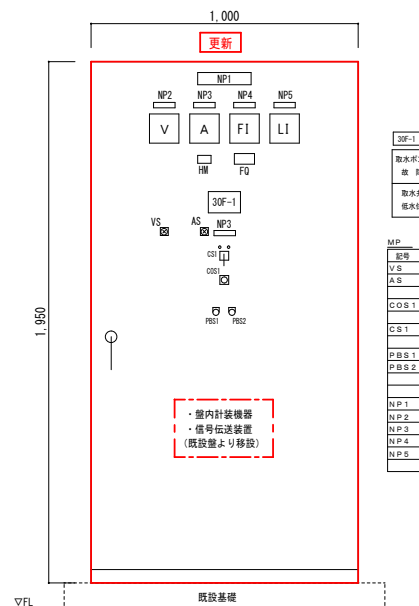 1,000
更新
NP1
NP2 NP3 NP4 NP5
V A FI LI
HM FQ
30F-1
VS AS NP3
CS1
COS1
PBS1 PBS2
1,950
・盤内計装機器
・信号伝送装置
(既設盤より移設)
既設基礎
▽FL
30F-1
取水ポ
故
取水
低水
MP
記号
VS
AS
COS1
CS1
PBS1
PBS2
NP1
NP2
NP3
NP4
NP5